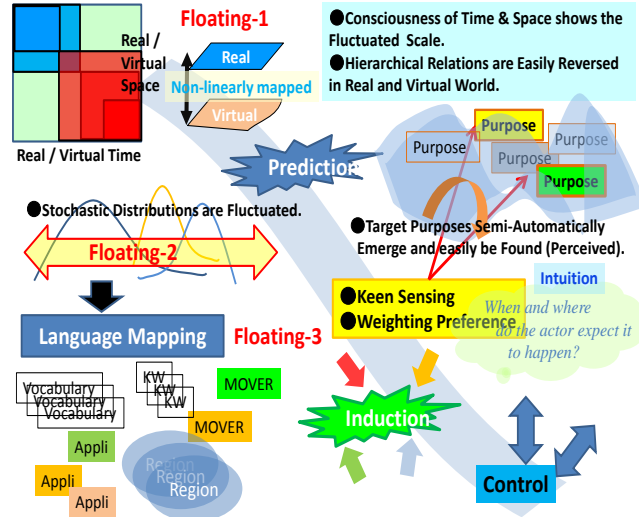 Floating-1
Real /
Virtual
Space
Real
Non-linearly mapped
Virtual
Real / Virtual Time
●Consciousness of Time & Space shows the
Fluctuated Scale.
●Hierarchical Relations are Easily Reversed
in Real and Virtual World.
Prediction
Purpose
Purpose
Purpose
Purpose
Purpose
●Stochastic Distributions are Fluctuated.
Floating-2
●Target Purposes Semi-Automatically
Emerge and easily be Found (Perceived).
Intuition
●Keen Sensing
●Weighting Preference
When and where
do the actor expect it
to happen?
Language Mapping
Floating-3
Vocabulary
Vocabulary
Vocabulary
KW
KW
KW
MOVER
MOVER
Appli
Appli
Appli
Region
Region
Region
Induction
Control